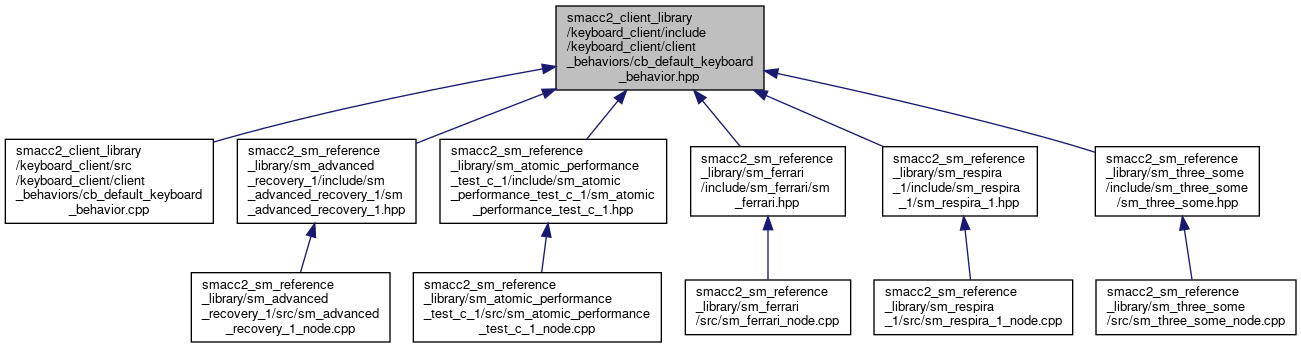 smacc2_client_library
/keyboard_client/include
/keyboard_client/client
_behaviors/cb_default_keyboard
_behavior.hpp
smacc2_client_library
/keyboard_client/src
/keyboard_client/client
_behaviors/cb_default_keyboard
_behavior.cpp
smacc2_sm_reference
_library/sm_advanced
_recovery_1/include/sm
_advanced_recovery_1/sm
_advanced_recovery_1.hpp
smacc2_sm_reference
_library/sm_atomic_performance
_test_c_1/include/sm_atomic
_performance_test_c_1/sm_atomic
_performance_test_c_1.hpp
smacc2_sm_reference
_library/sm_ferrari
/include/sm_ferrari/sm
_ferrari.hpp
smacc2_sm_reference
_library/sm_respira
_1/include/sm_respira
_1/sm_respira_1.hpp
smacc2_sm_reference
_library/sm_three_some
/include/sm_three_some
/sm_three_some.hpp
smacc2_sm_reference
_library/sm_advanced
_recovery_1/src/sm_advanced
_recovery_1_node.cpp
smacc2_sm_reference
_library/sm_atomic_performance
_test_c_1/src/sm_atomic_performance
_test_c_1_node.cpp
smacc2_sm_reference
_library/sm_ferrari
/src/sm_ferrari_node.cpp
smacc2_sm_reference
_library/sm_respira
_1/src/sm_respira_1_node.cpp
smacc2_sm_reference
_library/sm_three_some
/src/sm_three_some_node.cpp